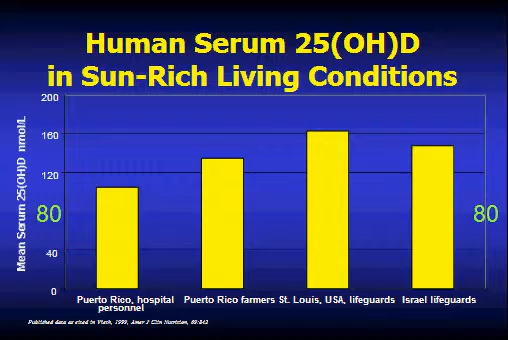 Human Serum 25(OH)D
in Sun-Rich Living Conditions
Mean Serum 25(OH)D nmol/L
200
160
120
80
80
40
0
Puerto Rico, hospital
personnel
Puerto Rico farmers
St. Louis, USA, lifeguards
Israel lifeguards
Published data as cited in Vieth, 1999, Amer J Clin Nutrition, 69:842